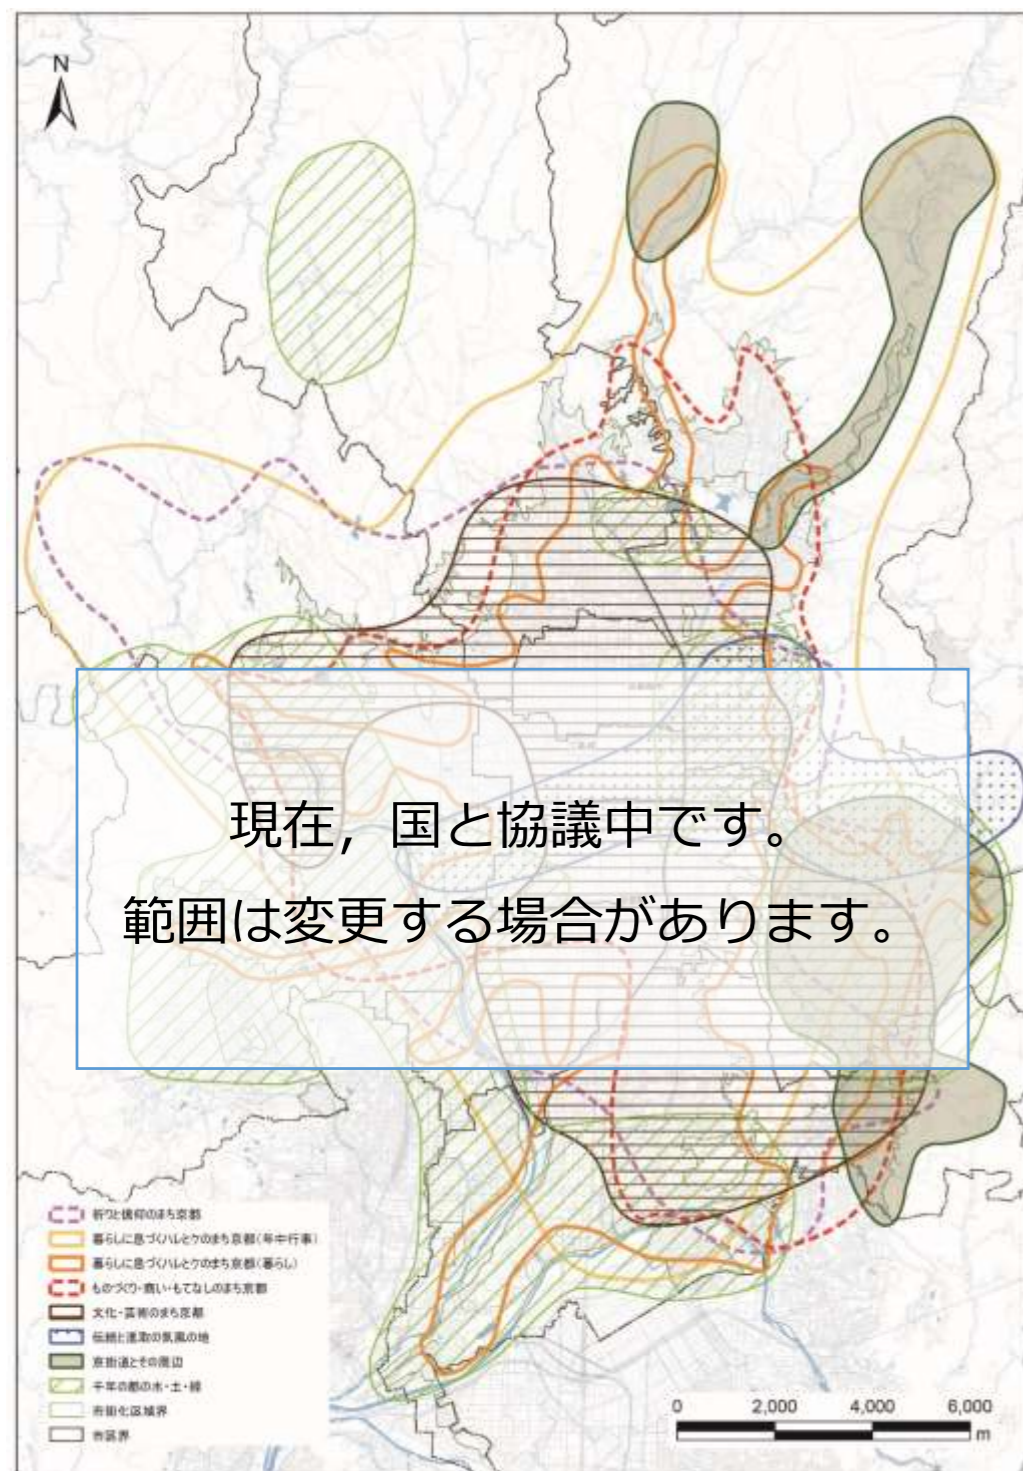 N
現在，国と協議中です。
範囲は変更する場合があります。
祈りと信仰のまち京都
暮らしに息づくハレとケのまち京都(年中行事)
暮らしに息づくハレとケのまち京都(暮らし)
ものづくり・商い・もてなしのまち京都
文化・芸術のまち京都
伝統と進取の気風の地
京街道とその周辺
千年の都の水・土・緑
市街化区域界
市区界
0 2,000 4,000 6,000
m